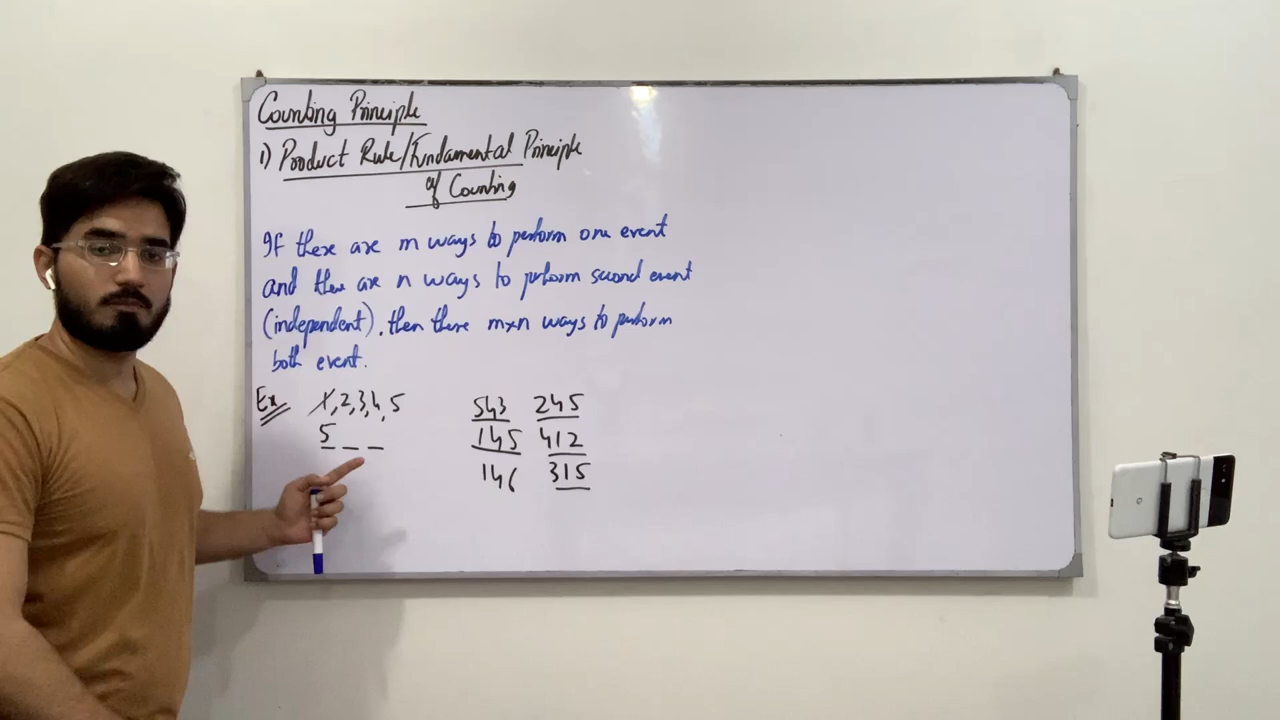 Counting Principle
1) Product Rule/Fundamental Principle
of Counting
If there are m ways to perform one event
and there are n ways to perform second event
(independent), then there m×n ways to perform
both event.
Ex 1,2,3,4,5
5 _ _
543 245
145 412
146 315
G